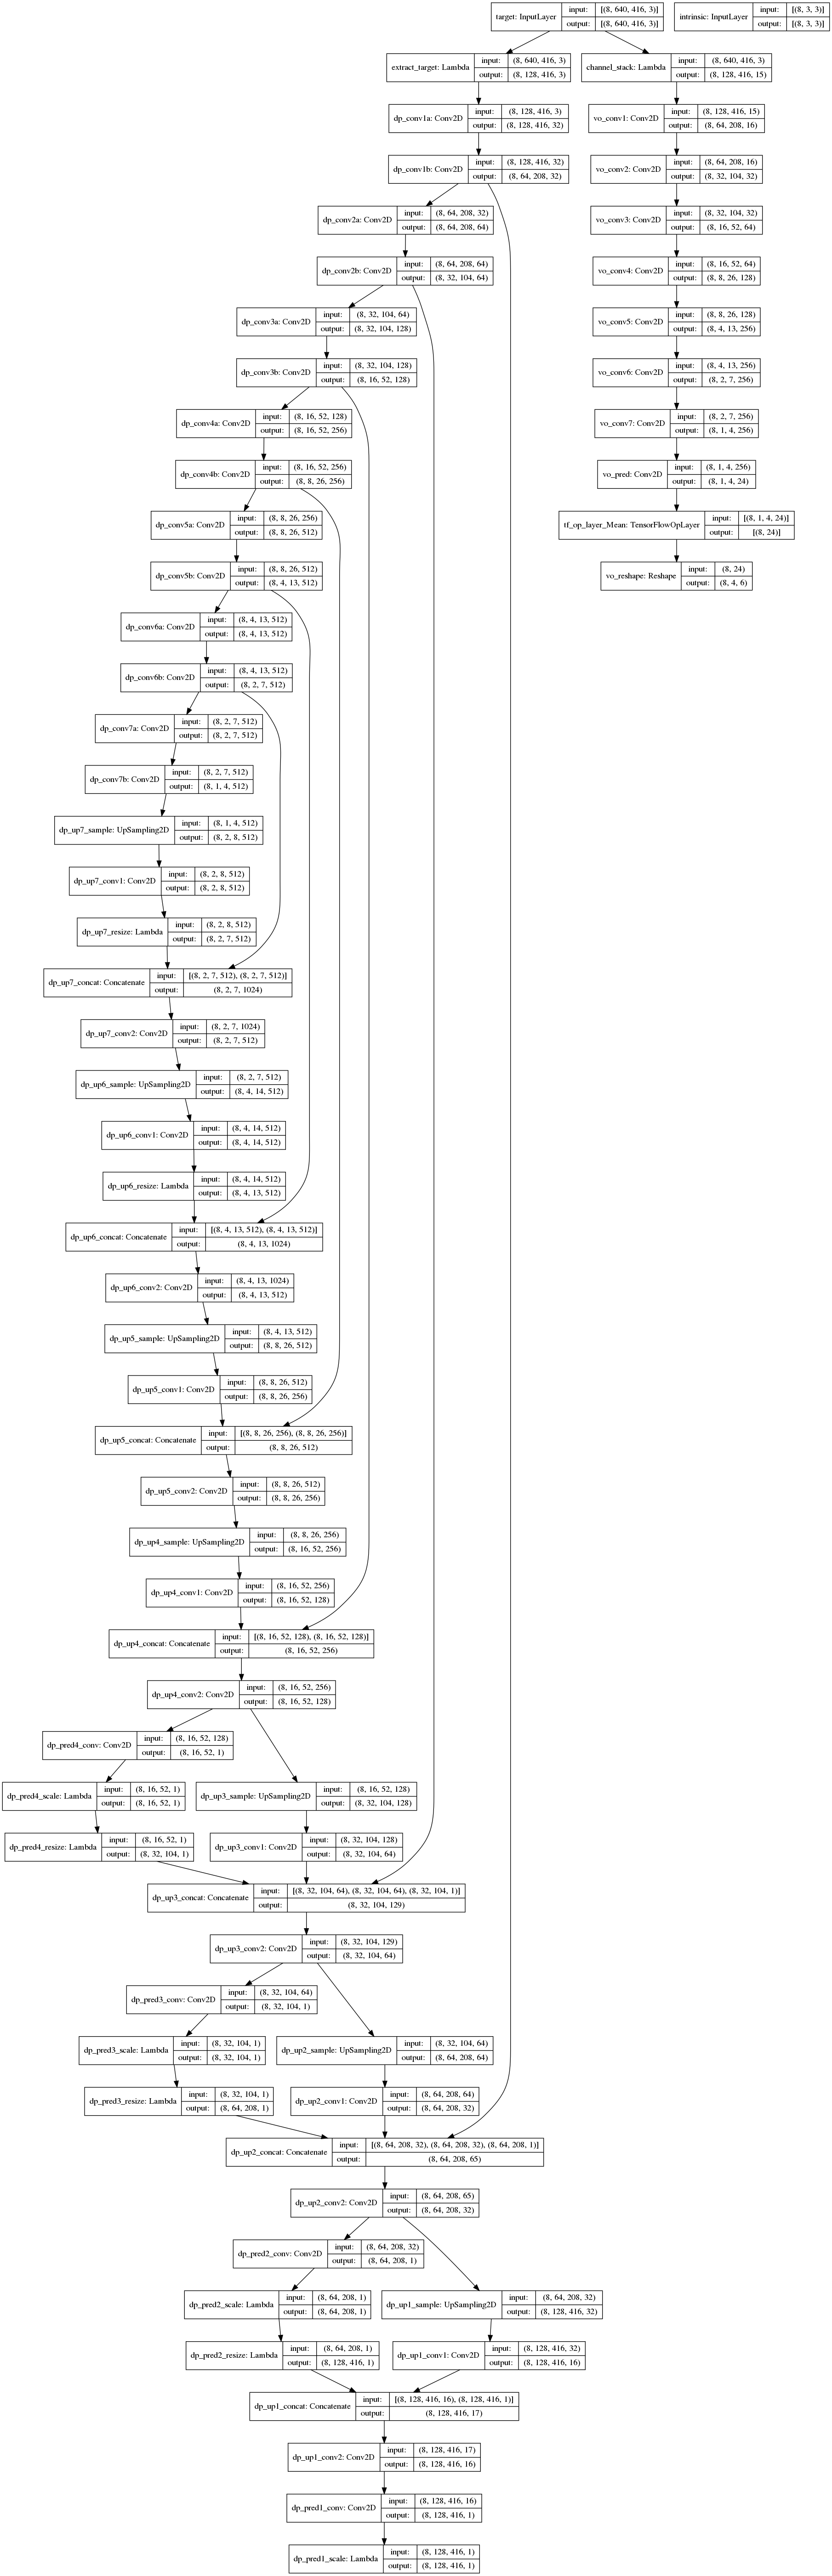 target: InputLayer
input: [(8, 640, 416, 3)]
output: [(8, 640, 416, 3)]
intrinsic: InputLayer
input: [(8, 3, 3)]
output: [(8, 3, 3)]
extract_target: Lambda
input: (8, 640, 416, 3)
output: (8, 128, 416, 3)
channel_stack: Lambda
input: (8, 640, 416, 3)
output: (8, 128, 416, 15)
dp_conv1a: Conv2D
input: (8, 128, 416, 3)
output: (8, 128, 416, 32)
vo_conv1: Conv2D
input: (8, 128, 416, 15)
output: (8, 64, 208, 16)
dp_conv1b: Conv2D
input: (8, 128, 416, 32)
output: (8, 64, 208, 32)
vo_conv2: Conv2D
input: (8, 64, 208, 16)
output: (8, 32, 104, 32)
dp_conv2a: Conv2D
input: (8, 64, 208, 32)
output: (8, 64, 208, 64)
vo_conv3: Conv2D
input: (8, 32, 104, 32)
output: (8, 16, 52, 64)
dp_conv2b: Conv2D
input: (8, 64, 208, 64)
output: (8, 32, 104, 64)
vo_conv4: Conv2D
input: (8, 16, 52, 64)
output: (8, 8, 26, 128)
dp_conv3a: Conv2D
input: (8, 32, 104, 64)
output: (8, 32, 104, 128)
vo_conv5: Conv2D
input: (8, 8, 26, 128)
output: (8, 4, 13, 256)
dp_conv3b: Conv2D
input: (8, 32, 104, 128)
output: (8, 16, 52, 128)
vo_conv6: Conv2D
input: (8, 4, 13, 256)
output: (8, 2, 7, 256)
dp_conv4a: Conv2D
input: (8, 16, 52, 128)
output: (8, 16, 52, 256)
vo_conv7: Conv2D
input: (8, 2, 7, 256)
output: (8, 1, 4, 256)
dp_conv4b: Conv2D
input: (8, 16, 52, 256)
output: (8, 8, 26, 256)
vo_pred: Conv2D
input: (8, 1, 4, 256)
output: (8, 1, 4, 24)
dp_conv5a: Conv2D
input: (8, 8, 26, 256)
output: (8, 8, 26, 512)
tf_op_layer_Mean: TensorFlowOpLayer
input: [(8, 1, 4, 24)]
output: [(8, 24)]
dp_conv5b: Conv2D
input: (8, 8, 26, 512)
output: (8, 4, 13, 512)
vo_reshape: Reshape
input: (8, 24)
output: (8, 4, 6)
dp_conv6a: Conv2D
input: (8, 4, 13, 512)
output: (8, 4, 13, 512)
dp_conv6b: Conv2D
input: (8, 4, 13, 512)
output: (8, 2, 7, 512)
dp_conv7a: Conv2D
input: (8, 2, 7, 512)
output: (8, 2, 7, 512)
dp_conv7b: Conv2D
input: (8, 2, 7, 512)
output: (8, 1, 4, 512)
dp_up7_sample: UpSampling2D
input: (8, 1, 4, 512)
output: (8, 2, 8, 512)
dp_up7_conv1: Conv2D
input: (8, 2, 8, 512)
output: (8, 2, 8, 512)
dp_up7_resize: Lambda
input: (8, 2, 8, 512)
output: (8, 2, 7, 512)
dp_up7_concat: Concatenate
input: [(8, 2, 7, 512), (8, 2, 7, 512)]
output: (8, 2, 7, 1024)
dp_up7_conv2: Conv2D
input: (8, 2, 7, 1024)
output: (8, 2, 7, 512)
dp_up6_sample: UpSampling2D
input: (8, 2, 7, 512)
output: (8, 4, 14, 512)
dp_up6_conv1: Conv2D
input: (8, 4, 14, 512)
output: (8, 4, 14, 512)
dp_up6_resize: Lambda
input: (8, 4, 14, 512)
output: (8, 4, 13, 512)
dp_up6_concat: Concatenate
input: [(8, 4, 13, 512), (8, 4, 13, 512)]
output: (8, 4, 13, 1024)
dp_up6_conv2: Conv2D
input: (8, 4, 13, 1024)
output: (8, 4, 13, 512)
dp_up5_sample: UpSampling2D
input: (8, 4, 13, 512)
output: (8, 8, 26, 512)
dp_up5_conv1: Conv2D
input: (8, 8, 26, 512)
output: (8, 8, 26, 256)
dp_up5_concat: Concatenate
input: [(8, 8, 26, 256), (8, 8, 26, 256)]
output: (8, 8, 26, 512)
dp_up5_conv2: Conv2D
input: (8, 8, 26, 512)
output: (8, 8, 26, 256)
dp_up4_sample: UpSampling2D
input: (8, 8, 26, 256)
output: (8, 16, 52, 256)
dp_up4_conv1: Conv2D
input: (8, 16, 52, 256)
output: (8, 16, 52, 128)
dp_up4_concat: Concatenate
input: [(8, 16, 52, 128), (8, 16, 52, 128)]
output: (8, 16, 52, 256)
dp_up4_conv2: Conv2D
input: (8, 16, 52, 256)
output: (8, 16, 52, 128)
dp_pred4_conv: Conv2D
input: (8, 16, 52, 128)
output: (8, 16, 52, 1)
dp_pred4_scale: Lambda
input: (8, 16, 52, 1)
output: (8, 16, 52, 1)
dp_up3_sample: UpSampling2D
input: (8, 16, 52, 128)
output: (8, 32, 104, 128)
dp_pred4_resize: Lambda
input: (8, 16, 52, 1)
output: (8, 32, 104, 1)
dp_up3_conv1: Conv2D
input: (8, 32, 104, 128)
output: (8, 32, 104, 64)
dp_up3_concat: Concatenate
input: [(8, 32, 104, 64), (8, 32, 104, 64), (8, 32, 104, 1)]
output: (8, 32, 104, 129)
dp_up3_conv2: Conv2D
input: (8, 32, 104, 129)
output: (8, 32, 104, 64)
dp_pred3_conv: Conv2D
input: (8, 32, 104, 64)
output: (8, 32, 104, 1)
dp_pred3_scale: Lambda
input: (8, 32, 104, 1)
output: (8, 32, 104, 1)
dp_up2_sample: UpSampling2D
input: (8, 32, 104, 64)
output: (8, 64, 208, 64)
dp_pred3_resize: Lambda
input: (8, 32, 104, 1)
output: (8, 64, 208, 1)
dp_up2_conv1: Conv2D
input: (8, 64, 208, 64)
output: (8, 64, 208, 32)
dp_up2_concat: Concatenate
input: [(8, 64, 208, 32), (8, 64, 208, 32), (8, 64, 208, 1)]
output: (8, 64, 208, 65)
dp_up2_conv2: Conv2D
input: (8, 64, 208, 65)
output: (8, 64, 208, 32)
dp_pred2_conv: Conv2D
input: (8, 64, 208, 32)
output: (8, 64, 208, 1)
dp_pred2_scale: Lambda
input: (8, 64, 208, 1)
output: (8, 64, 208, 1)
dp_up1_sample: UpSampling2D
input: (8, 64, 208, 32)
output: (8, 128, 416, 32)
dp_pred2_resize: Lambda
input: (8, 64, 208, 1)
output: (8, 128, 416, 1)
dp_up1_conv1: Conv2D
input: (8, 128, 416, 32)
output: (8, 128, 416, 16)
dp_up1_concat: Concatenate
input: [(8, 128, 416, 16), (8, 128, 416, 1)]
output: (8, 128, 416, 17)
dp_up1_conv2: Conv2D
input: (8, 128, 416, 17)
output: (8, 128, 416, 16)
dp_pred1_conv: Conv2D
input: (8, 128, 416, 16)
output: (8, 128, 416, 1)
dp_pred1_scale: Lambda
input: (8, 128, 416, 1)
output: (8, 128, 416, 1)